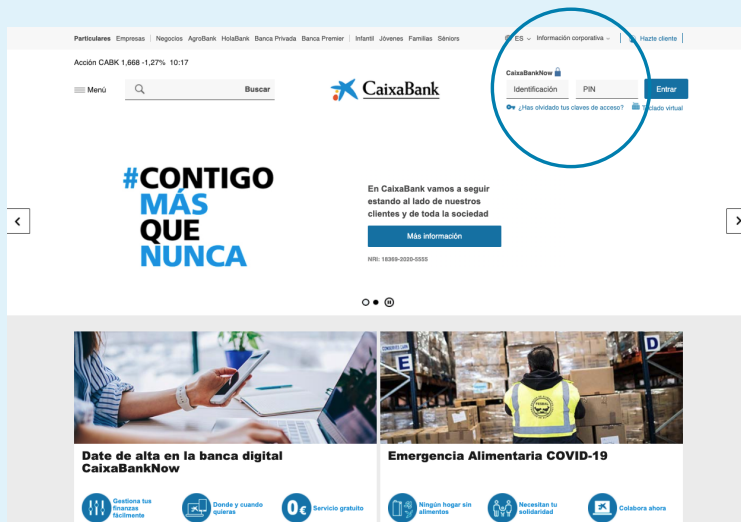 Particulares Empresas | Negocios AgroBank HolaBank Banca Privada Banca Premier | Infantil Jóvenes Familias Séniors ES Información corporativa Hazte cliente
Acción CABK 1,668 -1,27% 10:17
CaixaBankNow
Menú Buscar CaixaBank Identificación PIN Entrar
¿Has olvidado tus claves de acceso? Teclado virtual
#CONTIGO
MÁS
QUE
NUNCA
En CaixaBank vamos a seguir
estando al lado de nuestros
clientes y de toda la sociedad
Más información
NRI: 18369-2020-5555
E
D
Date de alta en la banca digital
CaixaBankNow
Gestiona tus
finanzas
fácilmente
Donde y cuando
quieras
0€ Servicio gratuito
Emergencia Alimentaria COVID-19
Ningún hogar sin
alimentos
Necesitan tu
solidaridad
Colabora ahora